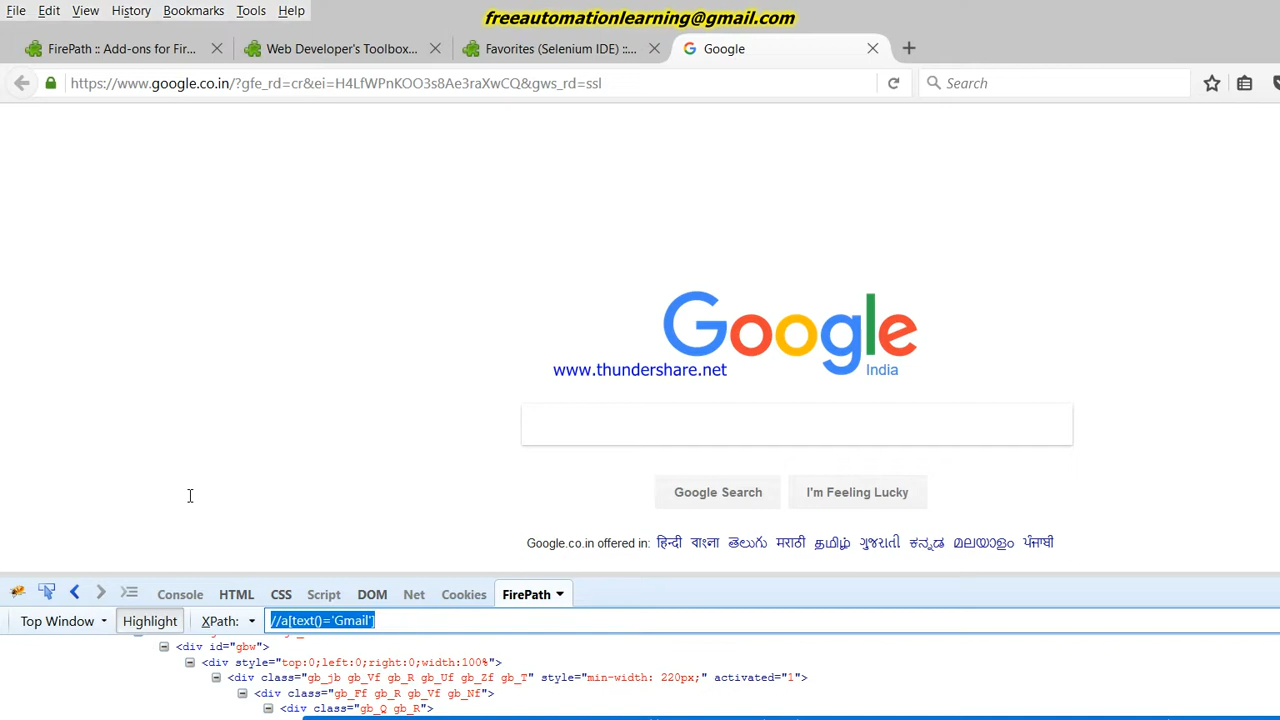 File Edit View History Bookmarks Tools Help
freeautomationlearning@gmail.com
FirePath :: Add-ons for Fir...
Web Developer's Toolbox...
Favorites (Selenium IDE) ::...
Google
https://www.google.co.in/?gfe_rd=cr&ei=H4LfWPnKOO3s8Ae3raXwCQ&gws_rd=ssl
Search
Google
India
www.thundershare.net
Google Search
I'm Feeling Lucky
Google.co.in offered in: हिन्दी বাংলা తెలుగు मराठी தமிழ் ગુજરાતી ಕನ್ನಡ മലയാളം ਪੰਜਾਬੀ
Console HTML CSS Script DOM Net Cookies FirePath
Top Window Highlight XPath: //a[text()='Gmail']
<div id="gbw">
<div style="top:0;left:0;right:0;width:100%">
<div class="gb_jb gb_Vf gb_R gb_Uf gb_Zf gb_T" style="min-width: 220px;" activated="1">
<div class="gb_Ff gb_R gb_Vf gb_Nf">
<div class="gb_Q gb_R">